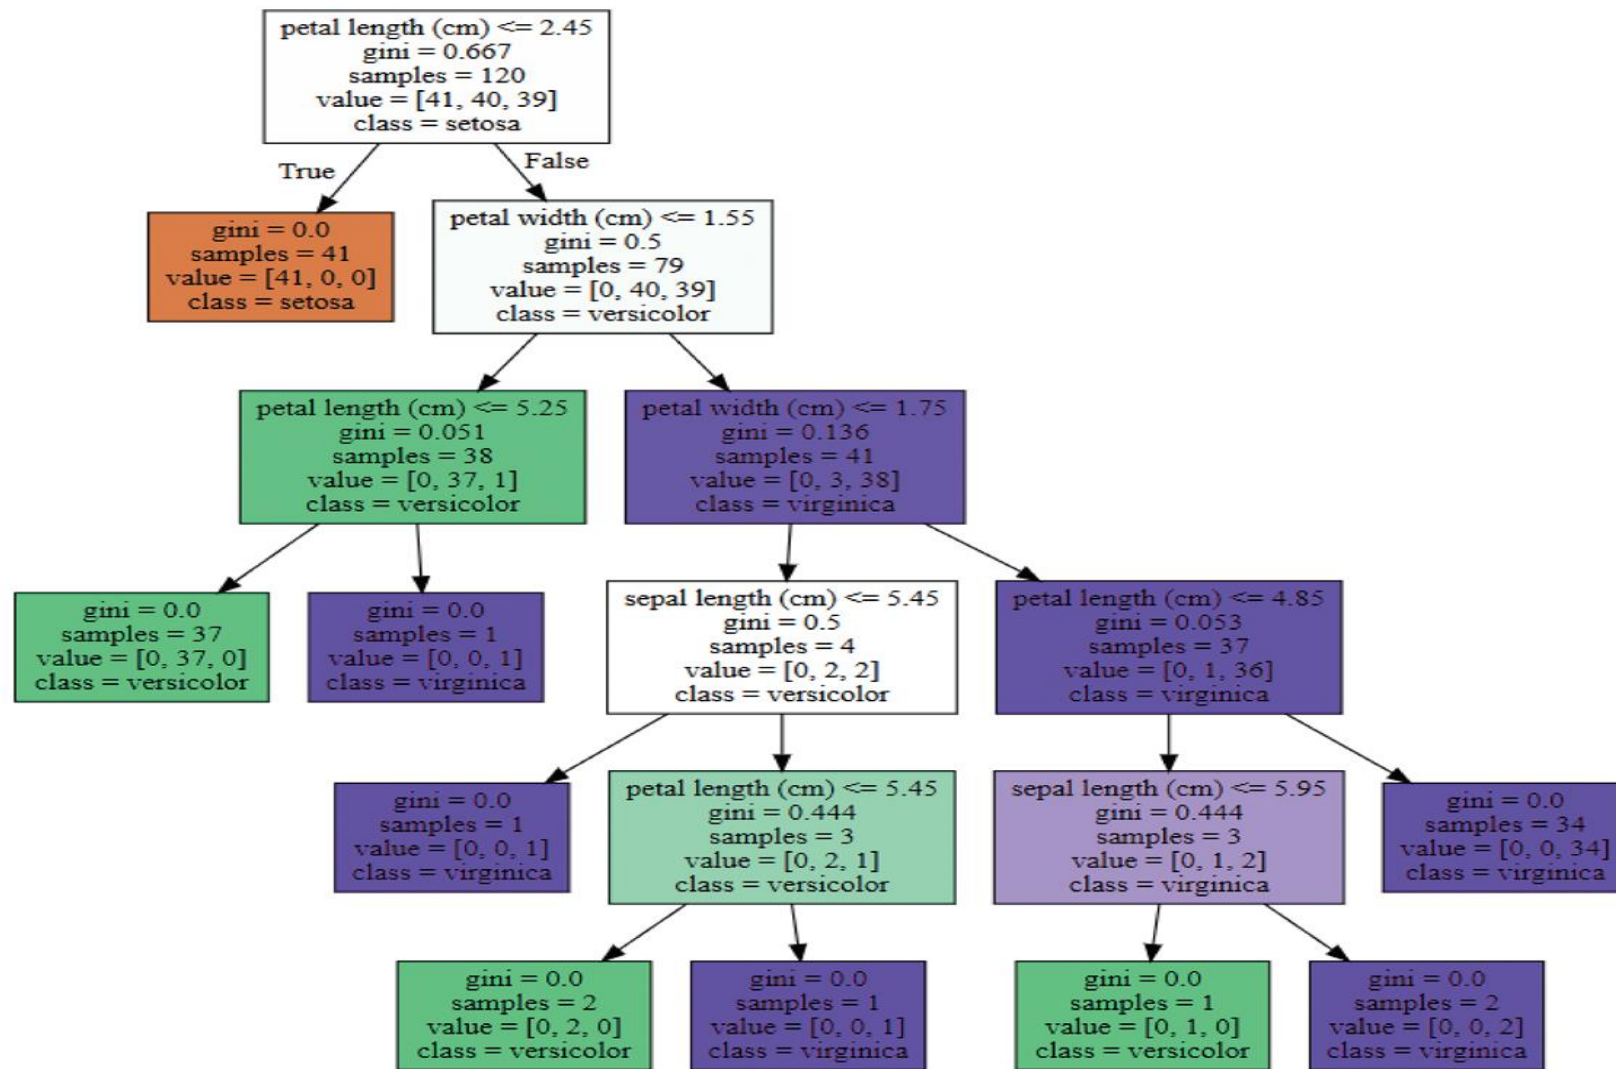 petal length (cm) <= 2.45
gini = 0.667
samples = 120
value = [41, 40, 39]
class = setosa
True
False
gini = 0.0
samples = 41
value = [41, 0, 0]
class = setosa
petal width (cm) <= 1.55
gini = 0.5
samples = 79
value = [0, 40, 39]
class = versicolor
petal length (cm) <= 5.25
gini = 0.051
samples = 38
value = [0, 37, 1]
class = versicolor
petal width (cm) <= 1.75
gini = 0.136
samples = 41
value = [0, 3, 38]
class = virginica
gini = 0.0
samples = 37
value = [0, 37, 0]
class = versicolor
gini = 0.0
samples = 1
value = [0, 0, 1]
class = virginica
sepal length (cm) <= 5.45
gini = 0.5
samples = 4
value = [0, 2, 2]
class = versicolor
petal length (cm) <= 4.85
gini = 0.053
samples = 37
value = [0, 1, 36]
class = virginica
gini = 0.0
samples = 1
value = [0, 0, 1]
class = virginica
petal length (cm) <= 5.45
gini = 0.444
samples = 3
value = [0, 2, 1]
class = versicolor
sepal length (cm) <= 5.95
gini = 0.444
samples = 3
value = [0, 1, 2]
class = virginica
gini = 0.0
samples = 34
value = [0, 0, 34]
class = virginica
gini = 0.0
samples = 2
value = [0, 2, 0]
class = versicolor
gini = 0.0
samples = 1
value = [0, 0, 1]
class = virginica
gini = 0.0
samples = 1
value = [0, 1, 0]
class = versicolor
gini = 0.0
samples = 2
value = [0, 0, 2]
class = virginica